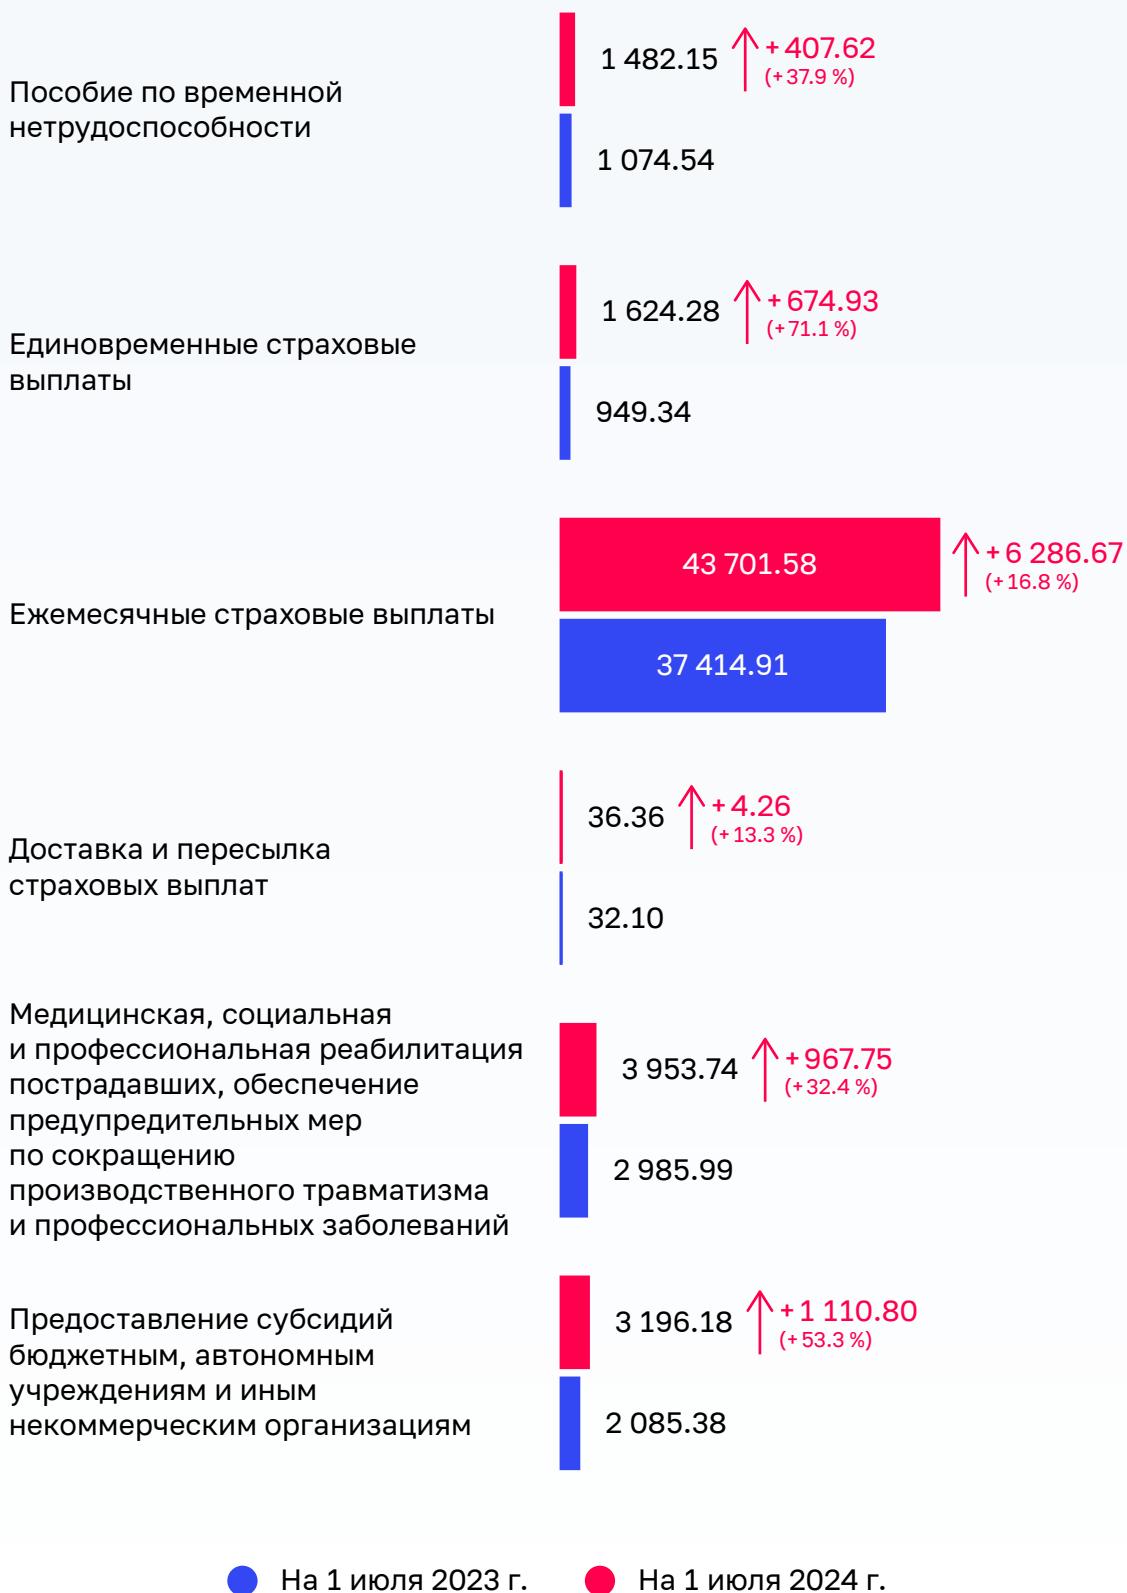 Пособие по временной
нетрудоспособности
1 482.15
+ 407.62
(+ 37.9 %)
1 074.54
Единовременные страховые
выплаты
1 624.28
+ 674.93
(+ 71.1 %)
949.34
Ежемесячные страховые выплаты
43 701.58
+ 6 286.67
(+ 16.8 %)
37 414.91
Доставка и пересылка
страховых выплат
36.36
+ 4.26
(+ 13.3 %)
32.10
Медицинская, социальная
и профессиональная реабилитация
пострадавших, обеспечение
предупредительных мер
по сокращению
производственного травматизма
и профессиональных заболеваний
3 953.74
+ 967.75
(+ 32.4 %)
2 985.99
Предоставление субсидий
бюджетным, автономным
учреждениям и иным
некоммерческим организациям
3 196.18
+ 1 110.80
(+ 53.3 %)
2 085.38
На 1 июля 2023 г.
На 1 июля 2024 г.